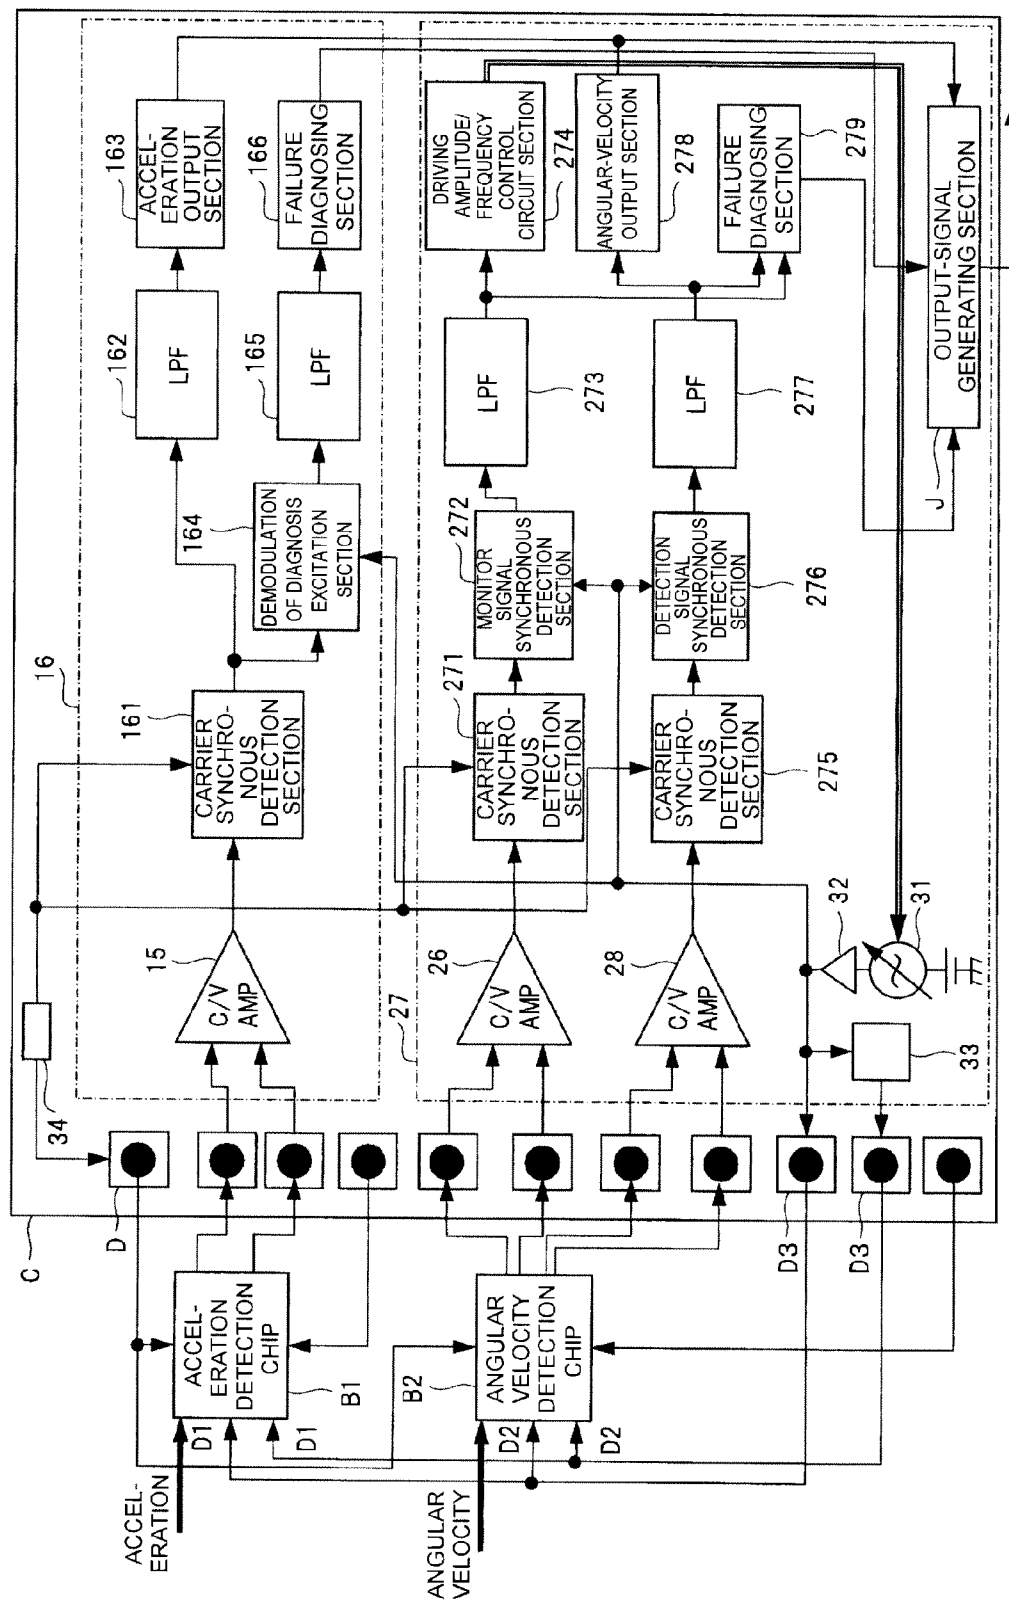 C
34
D
16
ACCEL-
ERATION
D1
D1
ACCEL-
ERATION
DETECTION
CHIP
B1
C/V
AMP
15
CARRIER
SYNCHRO-
NOUS
DETECTION
SECTION
161
LPF
162
ACCEL-
ERATION
OUTPUT
SECTION
163
DEMODULATION
OF DIAGNOSIS
EXCITATION
SECTION
164
LPF
165
FAILURE
DIAGNOSING
SECTION
166
27
ANGULAR
VELOCITY
D2
D2
ANGULAR
VELOCITY
DETECTION
CHIP
B2
C/V
AMP
26
CARRIER
SYNCHRO-
NOUS
DETECTION
SECTION
271
MONITOR
SIGNAL
SYNCHRONOUS
DETECTION
SECTION
272
LPF
273
DRIVING
AMPLITUDE/
FREQUENCY
CONTROL
CIRCUIT SECTION
274
C/V
AMP
28
CARRIER
SYNCHRO-
NOUS
DETECTION
SECTION
275
DETECTION
SIGNAL
SYNCHRONOUS
DETECTION
SECTION
276
LPF
277
ANGULAR-VELOCITY
OUTPUT SECTION
278
FAILURE
DIAGNOSING
SECTION
279
D3
D3
32
31
33
J
OUTPUT-SIGNAL
GENERATING SECTION